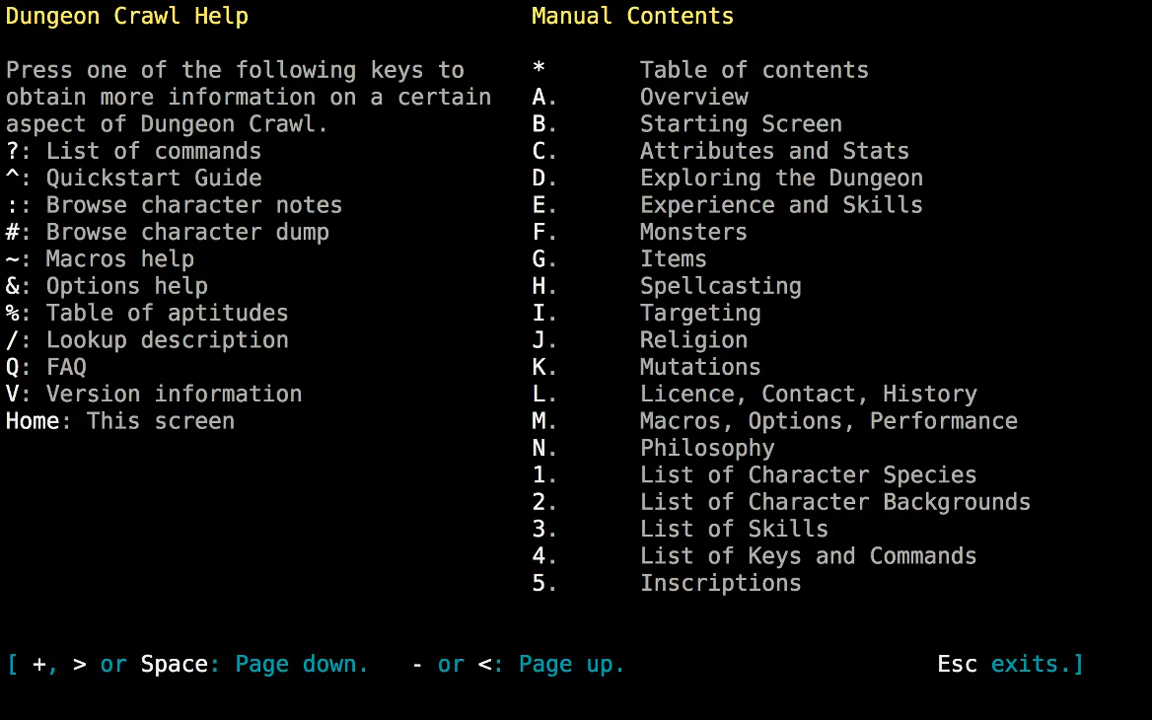 Dungeon Crawl Help
Press one of the following keys to
obtain more information on a certain
aspect of Dungeon Crawl.
?: List of commands
^: Quickstart Guide
:: Browse character notes
#: Browse character dump
~: Macros help
&: Options help
%: Table of aptitudes
/: Lookup description
Q: FAQ
V: Version information
Home: This screen
Manual Contents
* Table of contents
A. Overview
B. Starting Screen
C. Attributes and Stats
D. Exploring the Dungeon
E. Experience and Skills
F. Monsters
G. Items
H. Spellcasting
I. Targeting
J. Religion
K. Mutations
L. Licence, Contact, History
M. Macros, Options, Performance
N. Philosophy
1. List of Character Species
2. List of Character Backgrounds
3. List of Skills
4. List of Keys and Commands
5. Inscriptions
[ +, > or Space: Page down. - or <: Page up. Esc exits.]